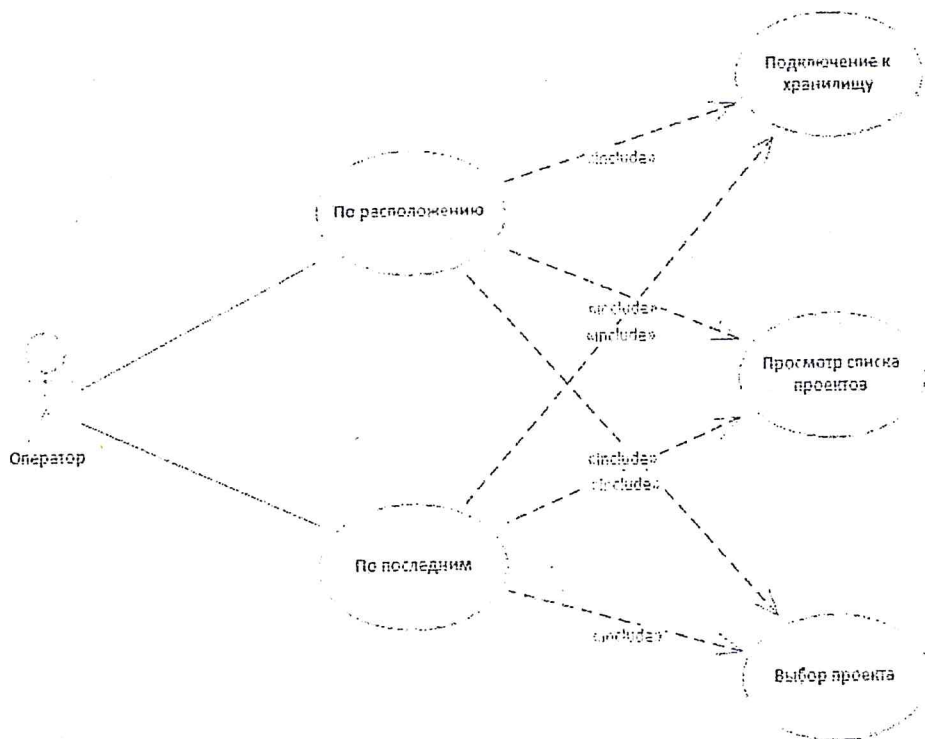 Подключение к
хранилищу
«include»
По расположению
«include»
«include»
Просмотр списка
проектов
Оператор
«include»
«include»
По последним
«include»
Выбор проекта